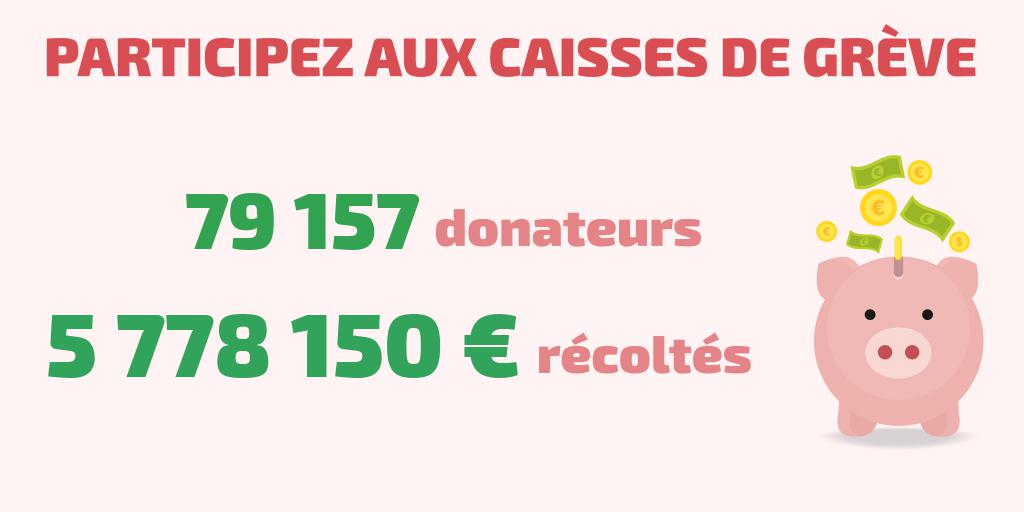 PARTICIPEZ AUX CAISSES DE GRÈVE
79 157 donateurs
5 778 150 € récoltés